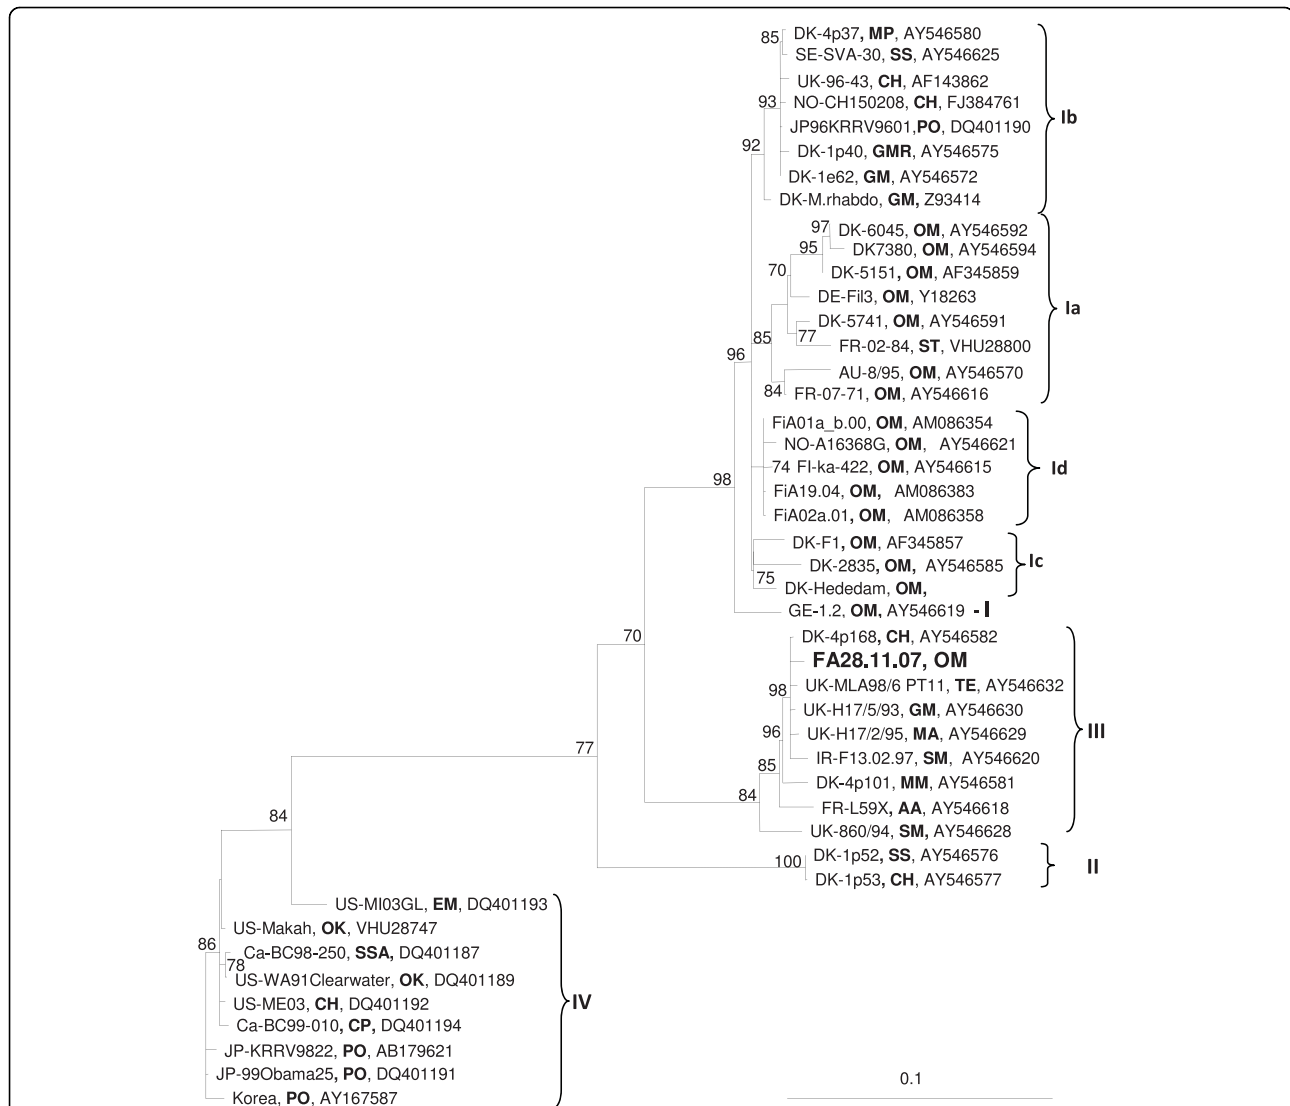 85 DK-4p37, MP, AY546580
SE-SVA-30, SS, AY546625
UK-96-43, CH, AF143862
93 NO-CH150208, CH, FJ384761
Ib
JP96KRRV9601,PO, DQ401190
92 DK-1p40, GMR, AY546575
DK-1e62, GM, AY546572
DK-M.rhabdo, GM, Z93414
97 DK-6045, OM, AY546592
95 DK7380, OM, AY546594
70 DK-5151, OM, AF345859
DE-Fil3, OM, Y18263
Ia
DK-5741, OM, AY546591
85 77 FR-02-84, ST, VHU28800
96
AU-8/95, OM, AY546570
84 FR-07-71, OM, AY546616
FiA01a_b.00, OM, AM086354
NO-A16368G, OM, AY546621
74 FI-ka-422, OM, AY546615
Id
98 FiA19.04, OM, AM086383
FiA02a.01, OM, AM086358
DK-F1, OM, AF345857
DK-2835, OM, AY546585
Ic
75 DK-Hededam, OM,
GE-1.2, OM, AY546619 - I
70 DK-4p168, CH, AY546582
FA28.11.07, OM
98 UK-MLA98/6 PT11, TE, AY546632
UK-H17/5/93, GM, AY546630
96 UK-H17/2/95, MA, AY546629
III
77 IR-F13.02.97, SM, AY546620
85 DK-4p101, MM, AY546581
84 FR-L59X, AA, AY546618
84 UK-860/94, SM, AY546628
100 DK-1p52, SS, AY546576
II
DK-1p53, CH, AY546577
US-MI03GL, EM, DQ401193
US-Makah, OK, VHU28747
86 Ca-BC98-250, SSA, DQ401187
78 US-WA91Clearwater, OK, DQ401189
US-ME03, CH, DQ401192
IV
Ca-BC99-010, CP, DQ401194
JP-KRRV9822, PO, AB179621
JP-99Obama25, PO, DQ401191
0.1
Korea, PO, AY167587